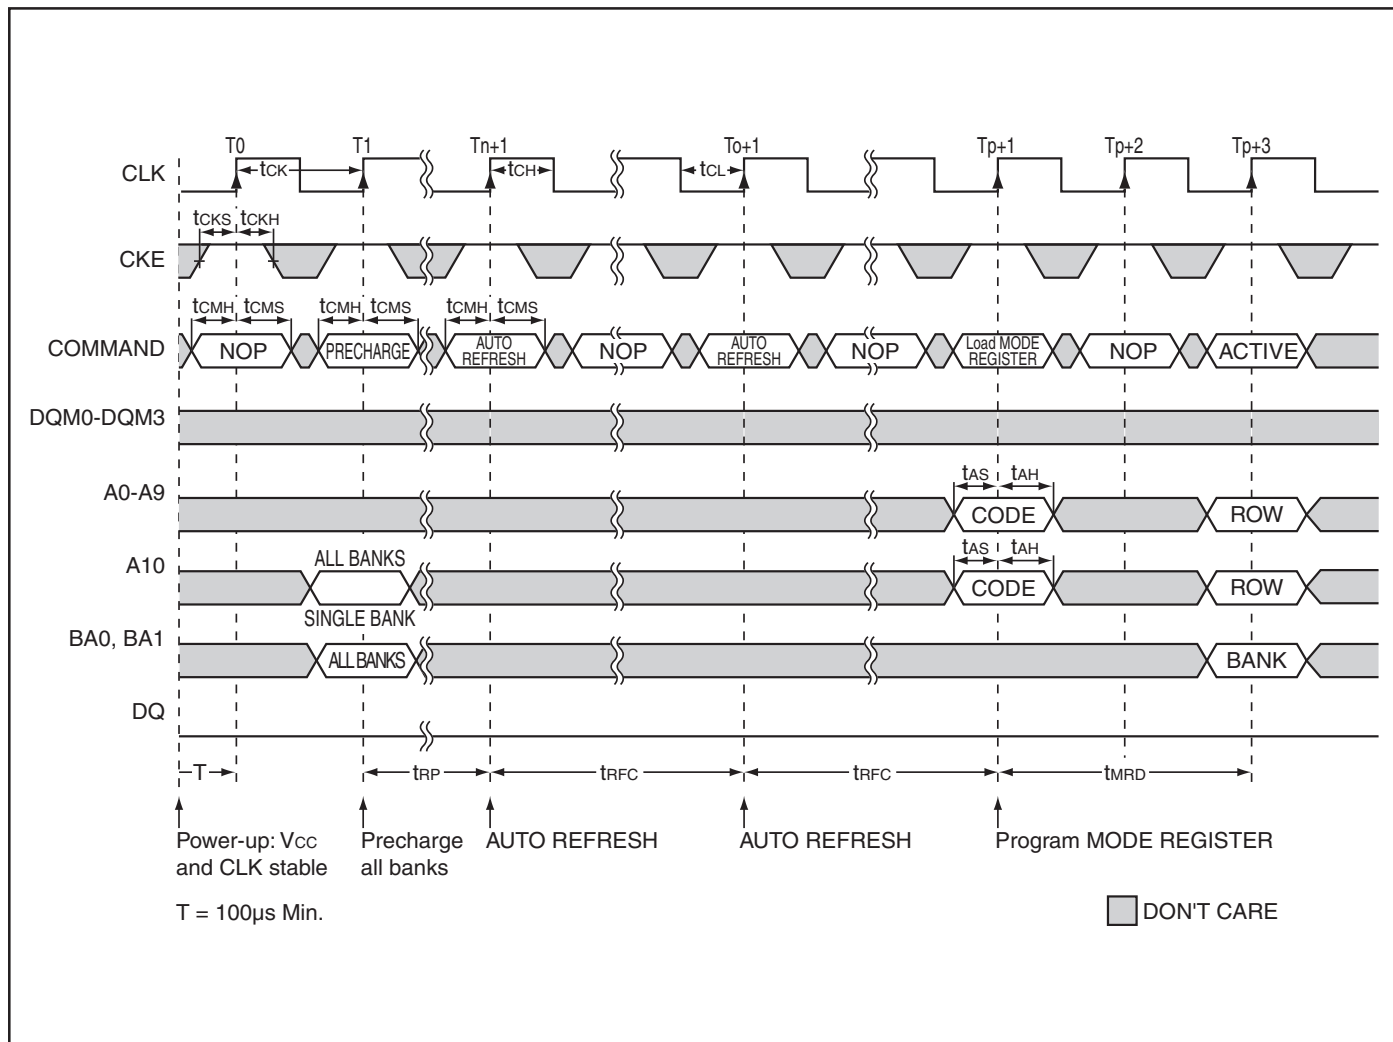 T0 T1 Tn+1 To+1 Tp+1 Tp+2 Tp+3
CLK tCK tCH tCL
tCKS tCKH
CKE
tCMH tCMS tCMH tCMS tCMH tCMS
COMMAND NOP PRECHARGE AUTO REFRESH NOP AUTO REFRESH NOP Load MODE REGISTER NOP ACTIVE
DQM0-DQM3
tAS tAH
A0-A9 CODE ROW
ALL BANKS tAS tAH
A10 CODE ROW
SINGLE BANK
BA0, BA1 ALL BANKS BANK
DQ
T tRP tRFC tRFC tMRD
Power-up: VCC
and CLK stable
Precharge
all banks
AUTO REFRESH
AUTO REFRESH
Program MODE REGISTER
T = 100µs Min.
DON'T CARE